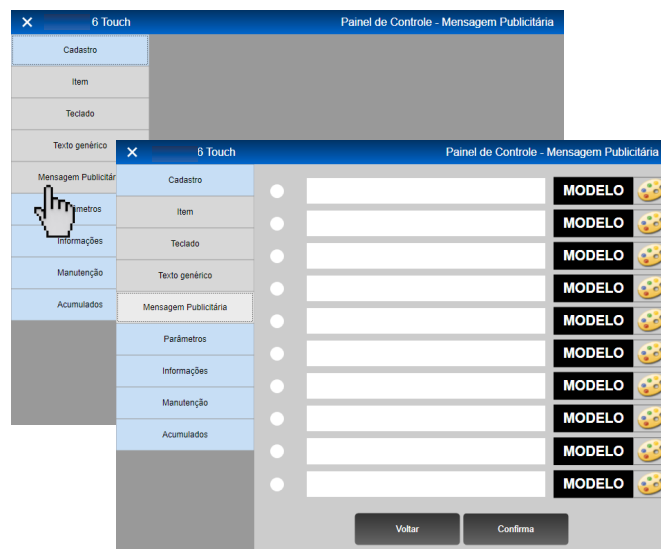 6 Touch
Painel de Controle - Mensagem Publicitária
Cadastro
Item
Teclado
Texto genérico
Mensagem Publicitár
metros
Informações
Manutenção
Acumulados
6 Touch
Painel de Controle - Mensagem Publicitária
Cadastro
Item
Teclado
Texto genérico
Mensagem Publicitária
Parâmetros
Informações
Manutenção
Acumulados
MODELO
MODELO
MODELO
MODELO
MODELO
MODELO
MODELO
MODELO
MODELO
MODELO
Voltar
Confirma